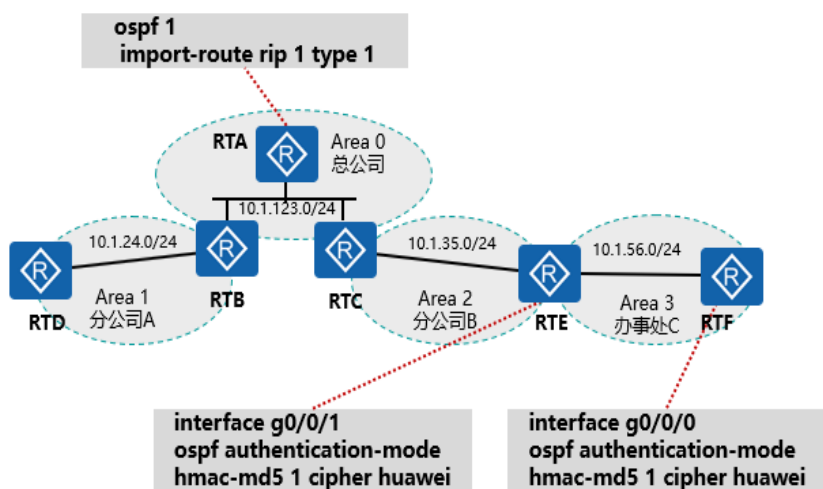 ospf 1
import-route rip 1 type 1
RTA
Area 0
总公司
10.1.123.0/24
10.1.24.0/24
10.1.35.0/24
10.1.56.0/24
RTD
Area 1
分公司A
RTB
RTC
Area 2
分公司B
RTE
Area 3
办事处C
RTF
R
R
R
R
R
R
interface g0/0/1
ospf authentication-mode
hmac-md5 1 cipher huawei
interface g0/0/0
ospf authentication-mode
hmac-md5 1 cipher huawei